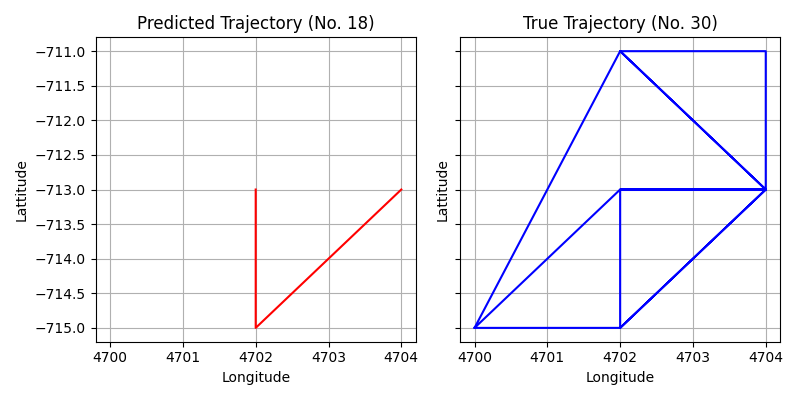 Predicted Trajectory (No. 18)
True Trajectory (No. 30)
−711.0
−711.5
−712.0
−712.5
−713.0
−713.5
−714.0
−714.5
−715.0
Lattitude
Lattitude
4700 4701 4702 4703 4704
4700 4701 4702 4703 4704
Longitude
Longitude